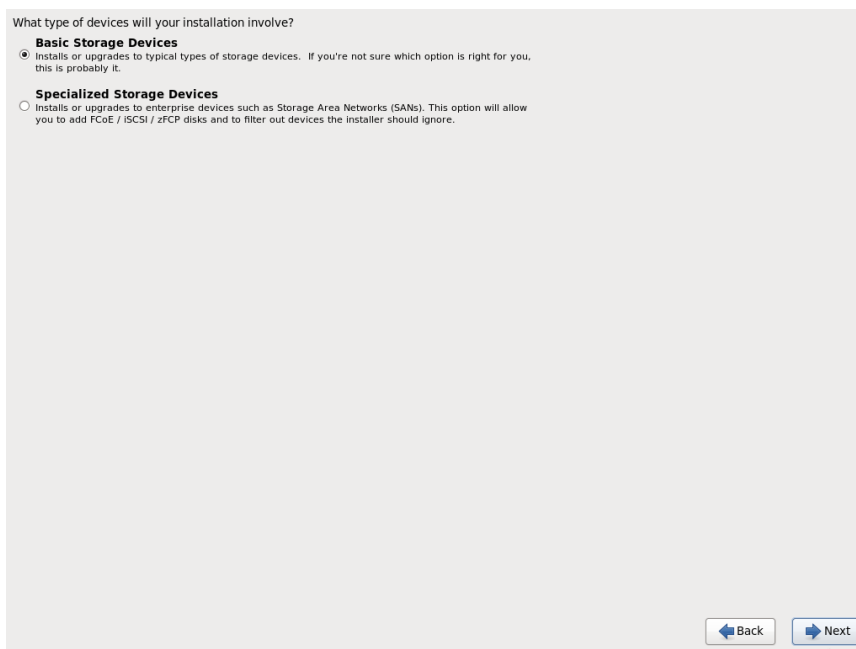 What type of devices will your installation involve?
Basic Storage Devices
Installs or upgrades to typical types of storage devices.  If you're not sure which option is right for you,
this is probably it.
Specialized Storage Devices
Installs or upgrades to enterprise devices such as Storage Area Networks (SANs). This option will allow
you to add FCoE / iSCSI / zFCP disks and to filter out devices the installer should ignore.
Back
Next